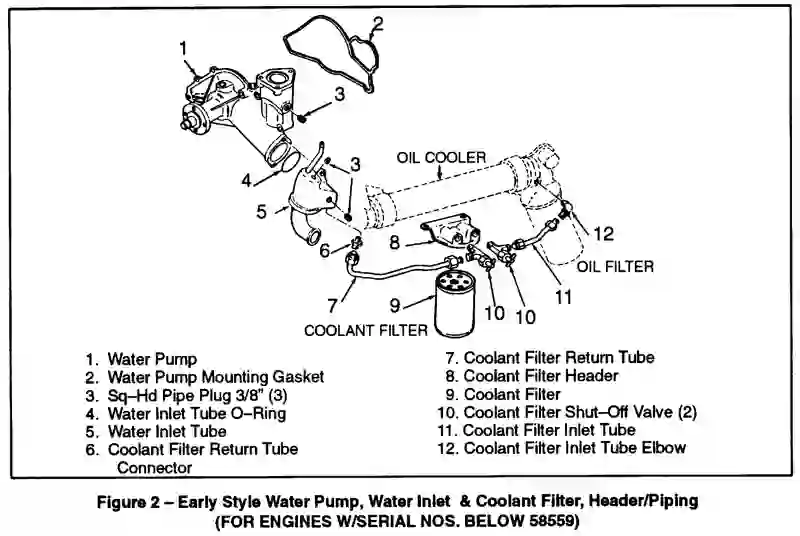 2
1
3
OIL COOLER
3
4
5
12
8
6
OIL FILTER
11
7
9
10
10
COOLANT FILTER
1. Water Pump
2. Water Pump Mounting Gasket
3. Sq–Hd Pipe Plug 3/8" (3)
4. Water Inlet Tube O–Ring
5. Water Inlet Tube
6. Coolant Filter Return Tube
Connector
7. Coolant Filter Return Tube
8. Coolant Filter Header
9. Coolant Filter
10. Coolant Filter Shut–Off Valve (2)
11. Coolant Filter Inlet Tube
12. Coolant Filter Inlet Tube Elbow
Figure 2 – Early Style Water Pump, Water Inlet & Coolant Filter, Header/Piping
(FOR ENGINES W/SERIAL NOS. BELOW 58559)